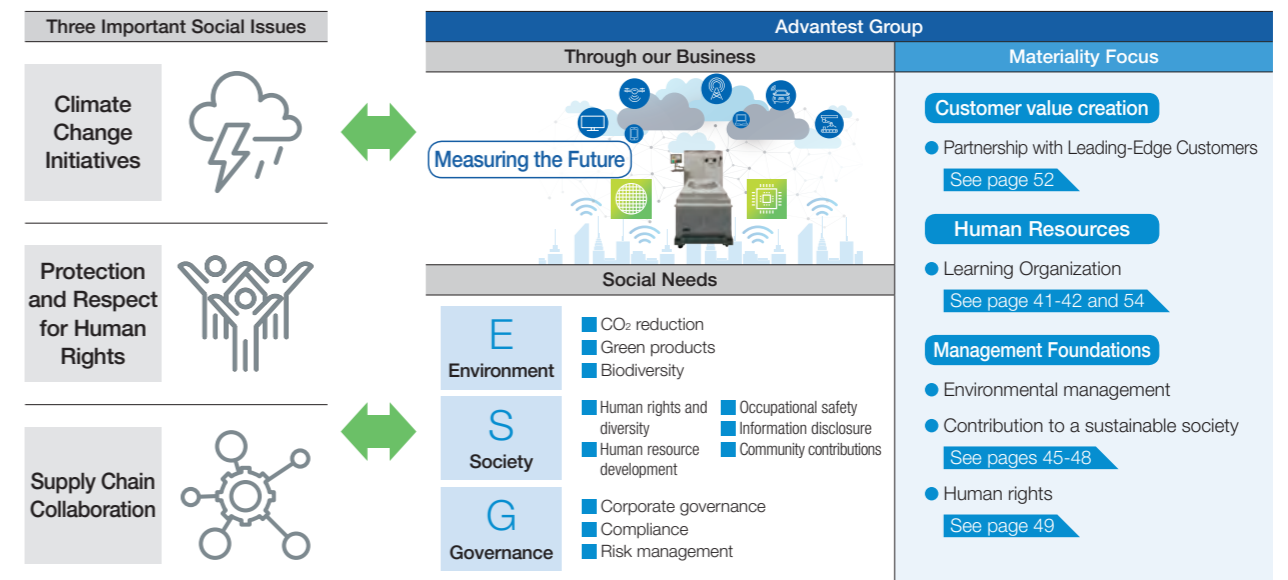 Three Important Social Issues
Climate
Change
Initiatives
Protection
and Respect
for Human
Rights
Supply Chain
Collaboration
Advantest Group
Through our Business
Measuring the Future
Social Needs
E
Environment
CO₂ reduction
Green products
Biodiversity
S
Society
Human rights and
diversity
Human resource
development
Occupational safety
Information disclosure
Community contributions
G
Governance
Corporate governance
Compliance
Risk management
Materiality Focus
Customer value creation
Partnership with Leading-Edge Customers
See page 52
Human Resources
Learning Organization
See page 41-42 and 54
Management Foundations
Environmental management
Contribution to a sustainable society
See pages 45-48
Human rights
See page 49